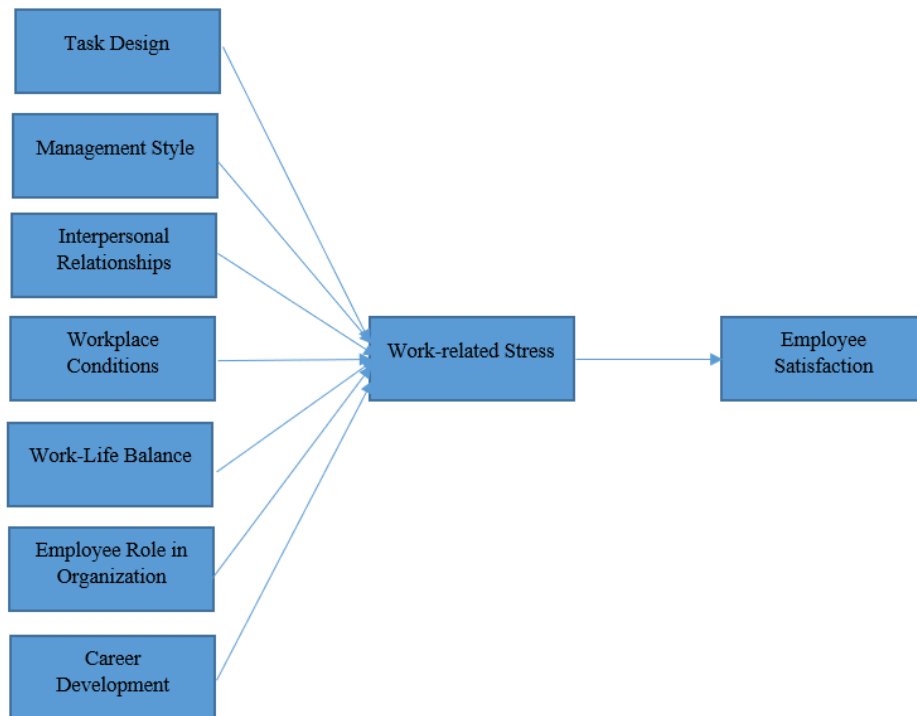 Task Design
Management Style
Interpersonal
Relationships
Workplace
Conditions
Work-related Stress
Employee
Satisfaction
Work-Life Balance
Employee Role in
Organization
Career
Development